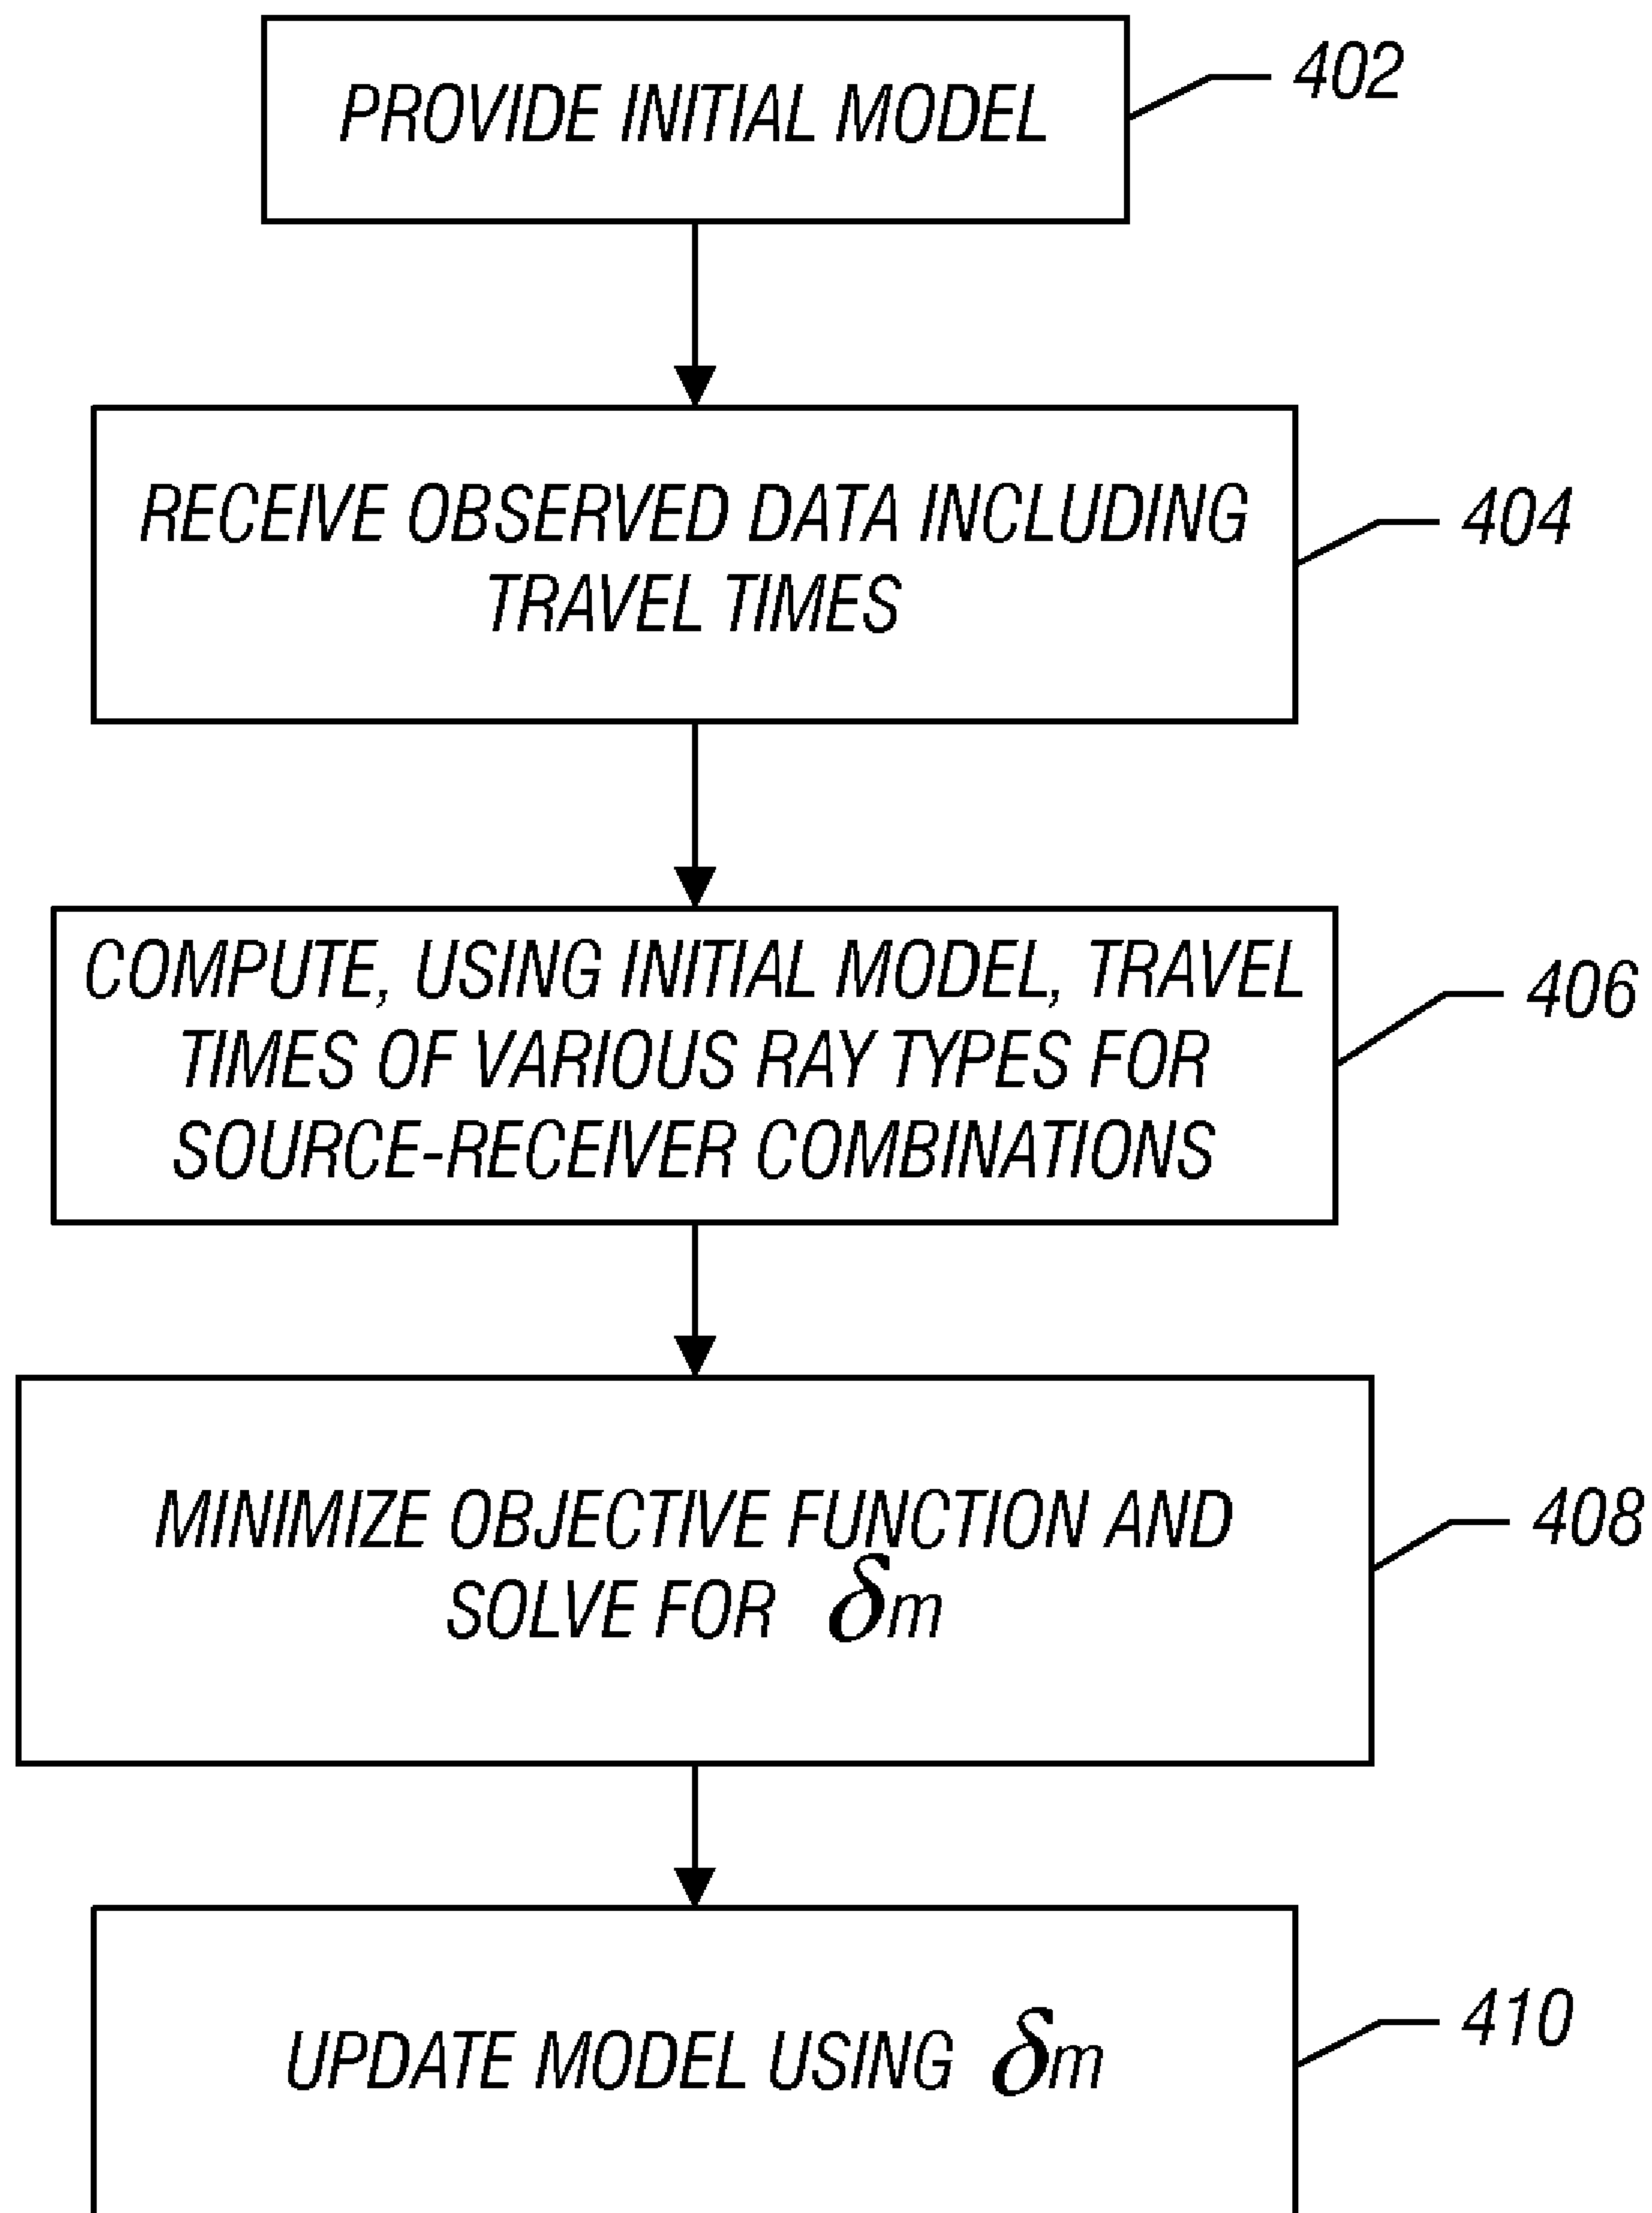 PROVIDE INITIAL MODEL
402
RECEIVE OBSERVED DATA INCLUDING
TRAVEL TIMES
404
COMPUTE, USING INITIAL MODEL, TRAVEL
TIMES OF VARIOUS RAY TYPES FOR
SOURCE-RECEIVER COMBINATIONS
406
MINIMIZE OBJECTIVE FUNCTION AND
SOLVE FOR δm
408
UPDATE MODEL USING δm
410